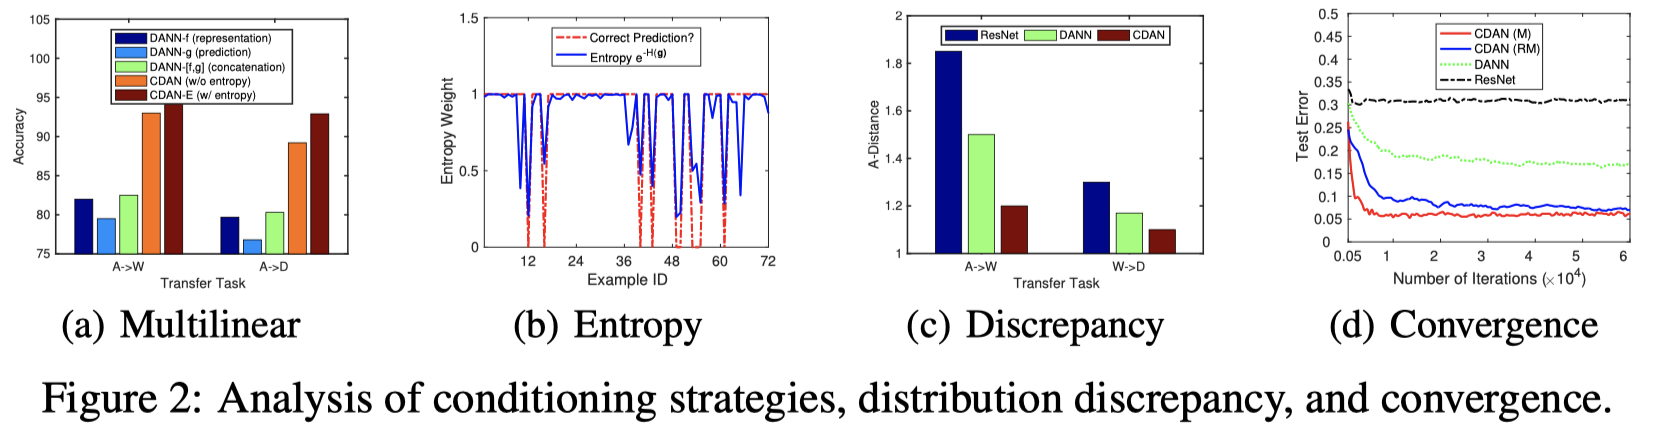 105
100
95
90
85
80
75
Accuracy
DANN-f (representation)
DANN-g (prediction)
DANN-[f,g] (concatenation)
CDAN (w/o entropy)
CDAN-E (w/ entropy)
A->W A->D
Transfer Task
(a) Multilinear
1.5
1
0.5
0
Entropy Weight
Correct Prediction?
Entropy e-H(g)
12 24 36 48 60 72
Example ID
(b) Entropy
2
1.8
1.6
1.4
1.2
1
A-Distance
ResNet DANN CDAN
A->W W->D
Transfer Task
(c) Discrepancy
0.5
0.45
0.4
0.35
0.3
0.25
0.2
0.15
0.1
0.05
0
Test Error
CDAN (M)
CDAN (RM)
DANN
ResNet
0.05 1 2 3 4 5 6
Number of Iterations (×10⁴)
(d) Convergence
Figure 2: Analysis of conditioning strategies, distribution discrepancy, and convergence.